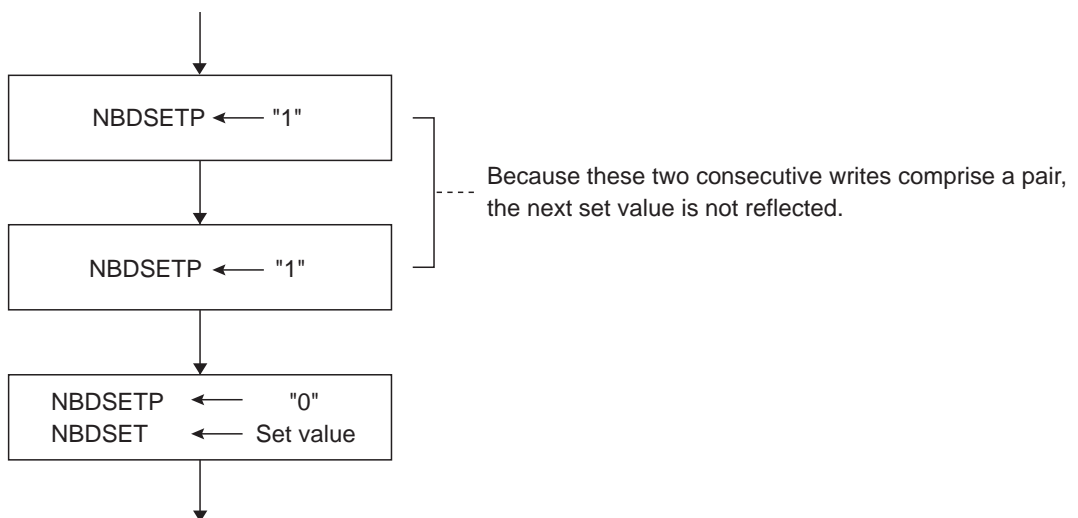 NBDSETP ← "1"
Because these two consecutive writes comprise a pair,
the next set value is not reflected.
NBDSETP ← "1"
NBDSETP ← "0"
NBDSET ← Set value